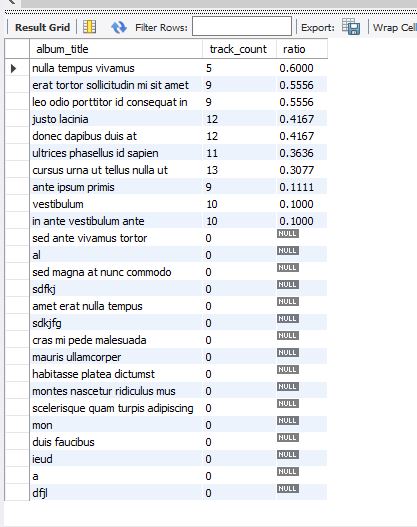 Result Grid Filter Rows: Export: Wrap Cell
album_title track_count ratio
nulla tempus vivamus 5 0.6000
erat tortor sollicitudin mi sit amet 9 0.5556
leo odio porttitor id consequat in 9 0.5556
justo lacinia 12 0.4167
donec dapibus duis at 12 0.4167
ultrices phasellus id sapien 11 0.3636
cursus urna ut tellus nulla ut 13 0.3077
ante ipsum primis 9 0.1111
vestibulum 10 0.1000
in ante vestibulum ante 10 0.1000
sed ante vivamus tortor 0 NULL
al 0 NULL
sed magna at nunc commodo 0 NULL
sdfkj 0 NULL
amet erat nulla tempus 0 NULL
sdkjfg 0 NULL
cras mi pede malesuada 0 NULL
mauris ullamcorper 0 NULL
habitasse platea dictumst 0 NULL
montes nascetur ridiculus mus 0 NULL
scelerisque quam turpis adipiscing 0 NULL
mon 0 NULL
duis faucibus 0 NULL
ieud 0 NULL
a 0 NULL
dfjl 0 NULL